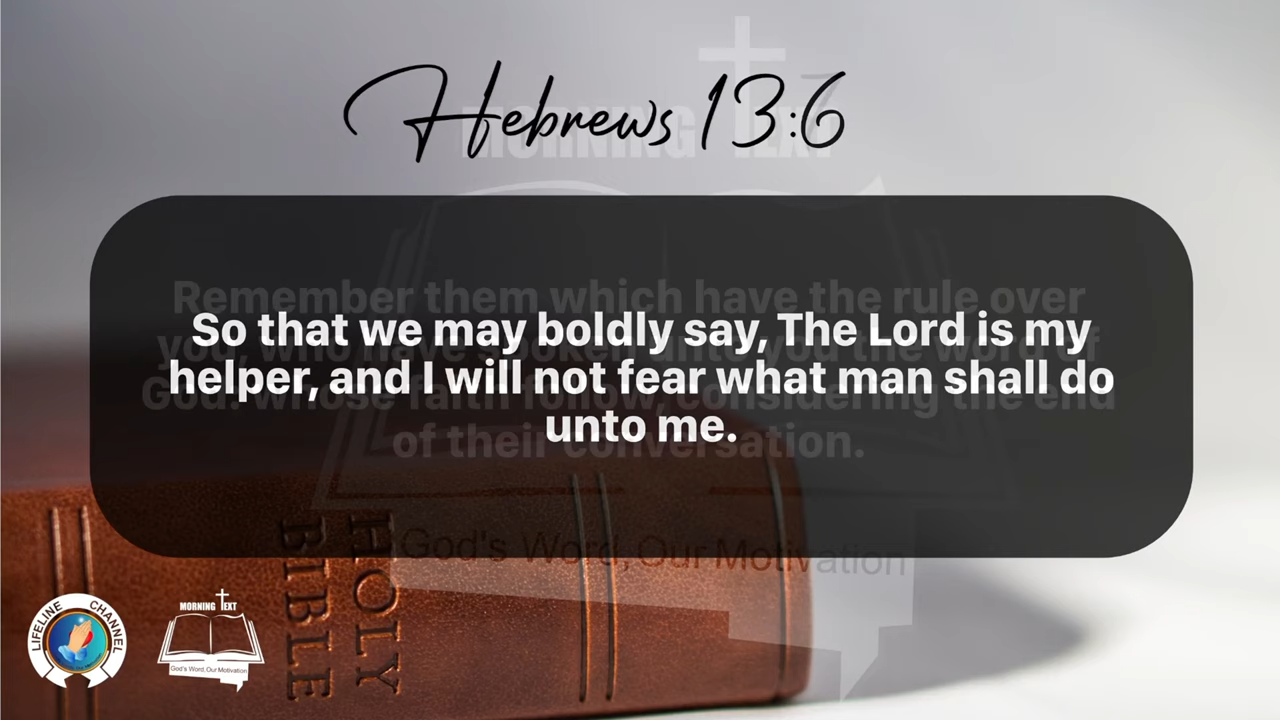 Hebrews 13:6
MORNING TEXT
Remember them which have the rule over
you, who have spoken unto you the word of
God: whose faith follow, considering the end
of their conversation.
So that we may boldly say, The Lord is my
helper, and I will not fear what man shall do
unto me.
God's Word, Our Motivation
HOLY
BIBLE
LIFELINE CHANNEL
MORNING TEXT
God's Word, Our Motivation